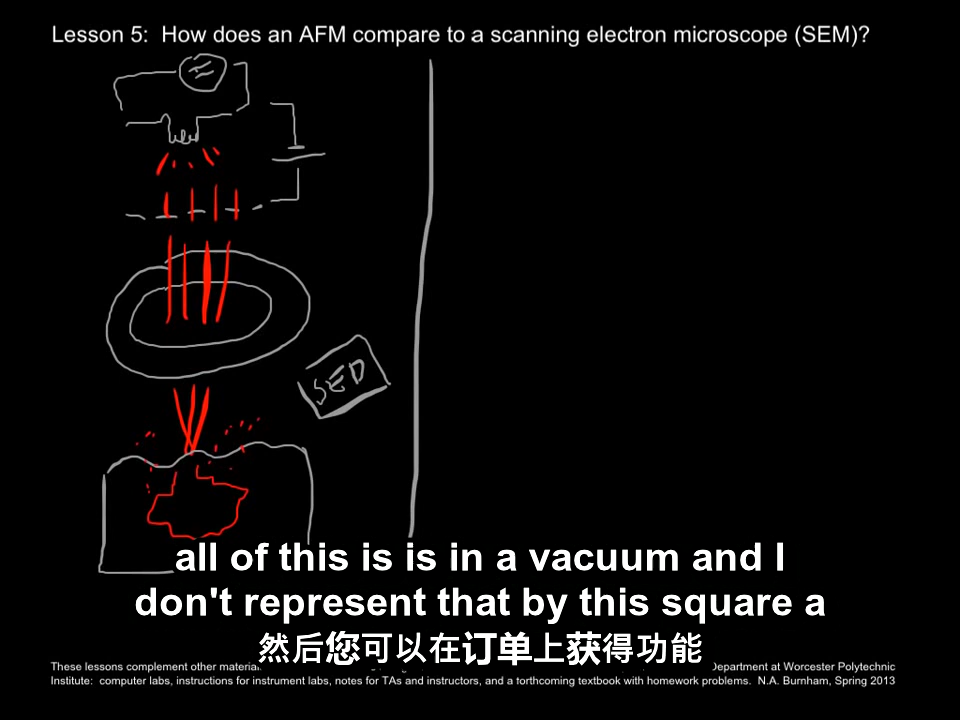 Lesson 5:  How does an AFM compare to a scanning electron microscope (SEM)?
SED
all of this is is in a vacuum and I
don't represent that by this square a
然后您可以在订单上获得功能
These lessons complement other material
Department at Worcester Polytechnic
Institute:  computer labs, instructions for instrument labs, notes for TAs and instructors, and a forthcoming textbook with homework problems.  N.A. Burnham, Spring 2013